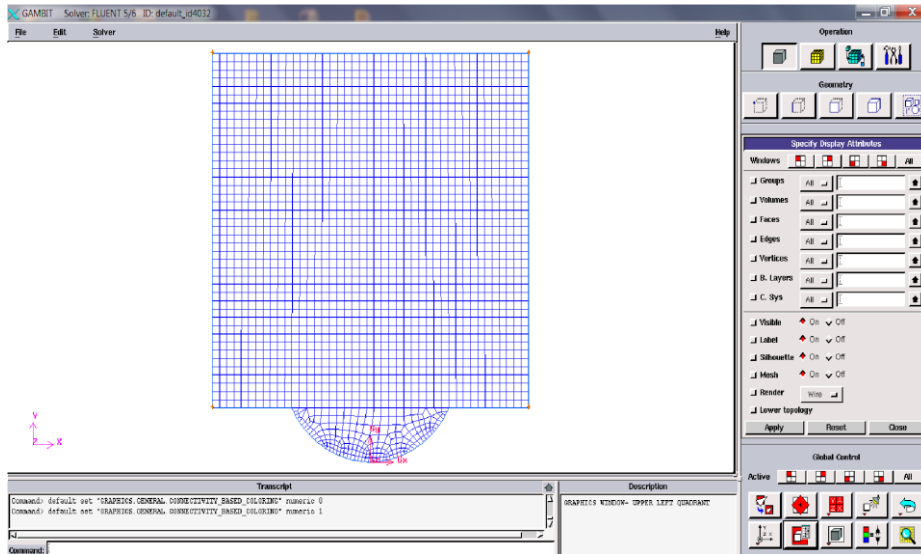 GAMBIT Solver: FLUENT 5/6 ID: default_id4032
File Edit Solver Help
Operation
Geometry
Specify Display Attributes
Windows All
Groups All
Volumes All
Faces All
Edges All
Vertices All
B. Layers All
C. Sys All
Visible On Off
Label On Off
Silhouette On Off
Mesh On Off
Render Wire
Lower topology
Apply Reset Close
Y
Z X
Gy
Gx
Global Control
Active All
Transcript
Command> default set "GRAPHICS.GENERAL.CONNECTIVITY_BASED_COLORING" numeric 0
Command> default set "GRAPHICS.GENERAL.CONNECTIVITY_BASED_COLORING" numeric 1
Command:
Description
GRAPHICS WINDOW- UPPER LEFT QUADRANT